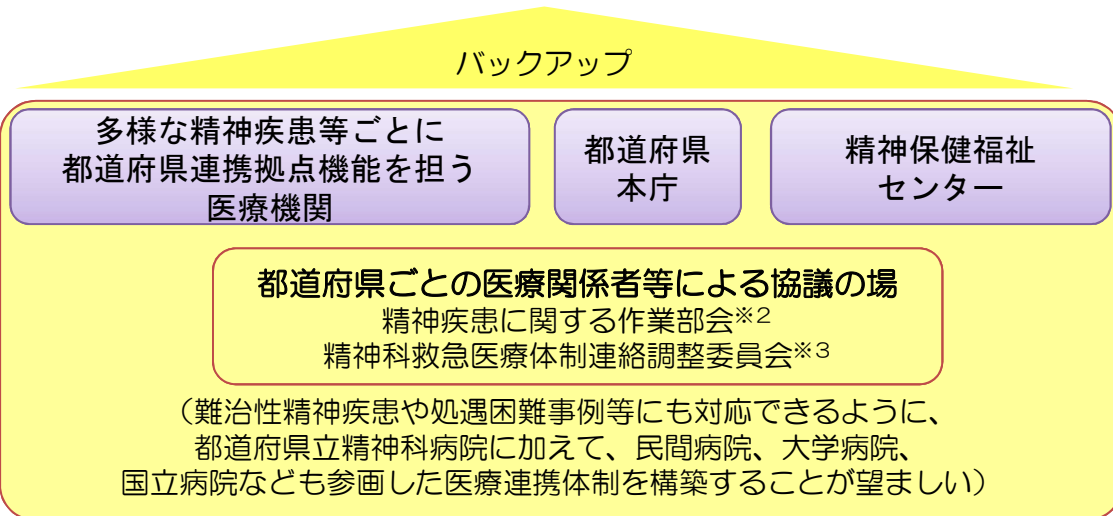 バックアップ
多様な精神疾患等ごとに
都道府県連携拠点機能を担う
医療機関
都道府県
本庁
精神保健福祉
センター
都道府県ごとの医療関係者等による協議の場
精神疾患に関する作業部会※2
精神科救急医療体制連絡調整委員会※3
（難治性精神疾患や処遇困難事例等にも対応できるように、
都道府県立精神科病院に加えて、民間病院、大学病院、
国立病院なども参画した医療連携体制を構築することが望ましい）